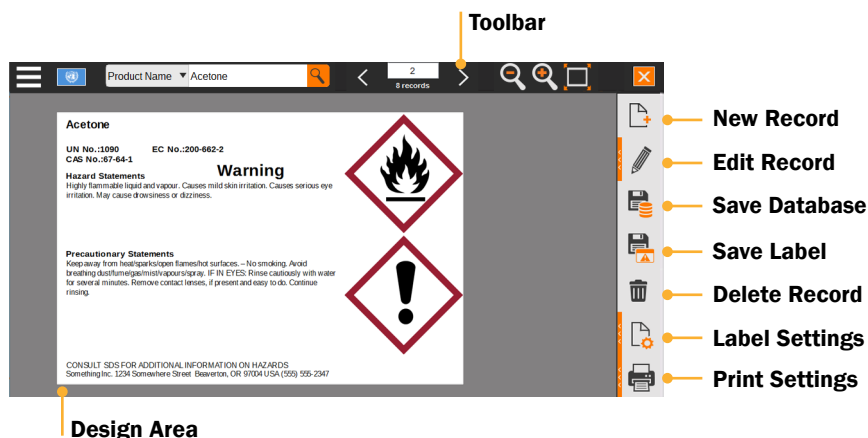 Toolbar
Product Name
Acetone
2
8 records
Acetone
UN No.:1090 EC No.:200-662-2
CAS No.:67-64-1
Warning
Hazard Statements
Highly flammable liquid and vapour. Causes mild skin irritation. Causes serious eye
irritation. May cause drowsiness or dizziness.
Precautionary Statements
Keep away from heat/sparks/open flames/hot surfaces. – No smoking. Avoid
breathing dust/fume/gas/mist/vapours/spray. IF IN EYES: Rinse cautiously with water
for several minutes. Remove contact lenses, if present and easy to do. Continue
rinsing.
CONSULT SDS FOR ADDITIONAL INFORMATION ON HAZARDS
Something Inc. 1234 Somewhere Street Beaverton, OR 97004 USA (555) 555-2347
New Record
Edit Record
Save Database
Save Label
Delete Record
Label Settings
Print Settings
Design Area